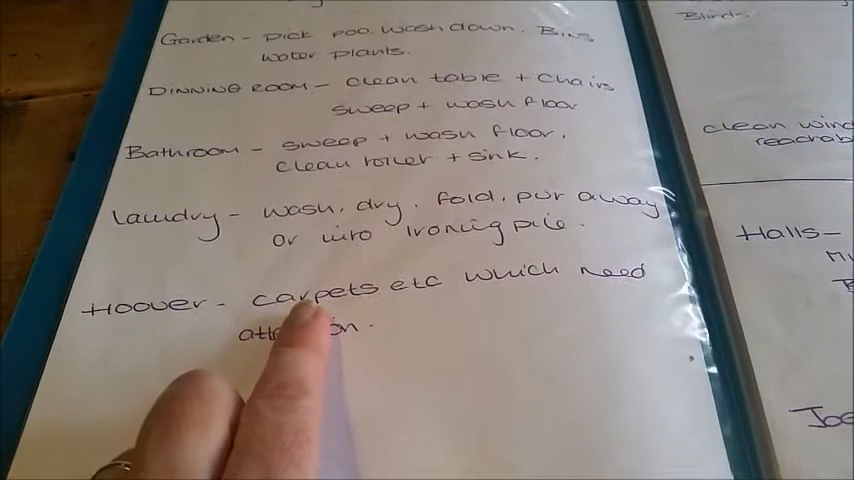 Garden - Pick poo. wash down. Bins
water plants.
Dinning Room - clean table + chairs
sweep + wash floor
Bathroom - sweep + wash floor.
clean toilet + sink.
Laundry - wash, dry. fold. put away
or into Ironing pile.
Hoover - carpets etc which need
Blinds
clean
reachab
Halls -
Joe